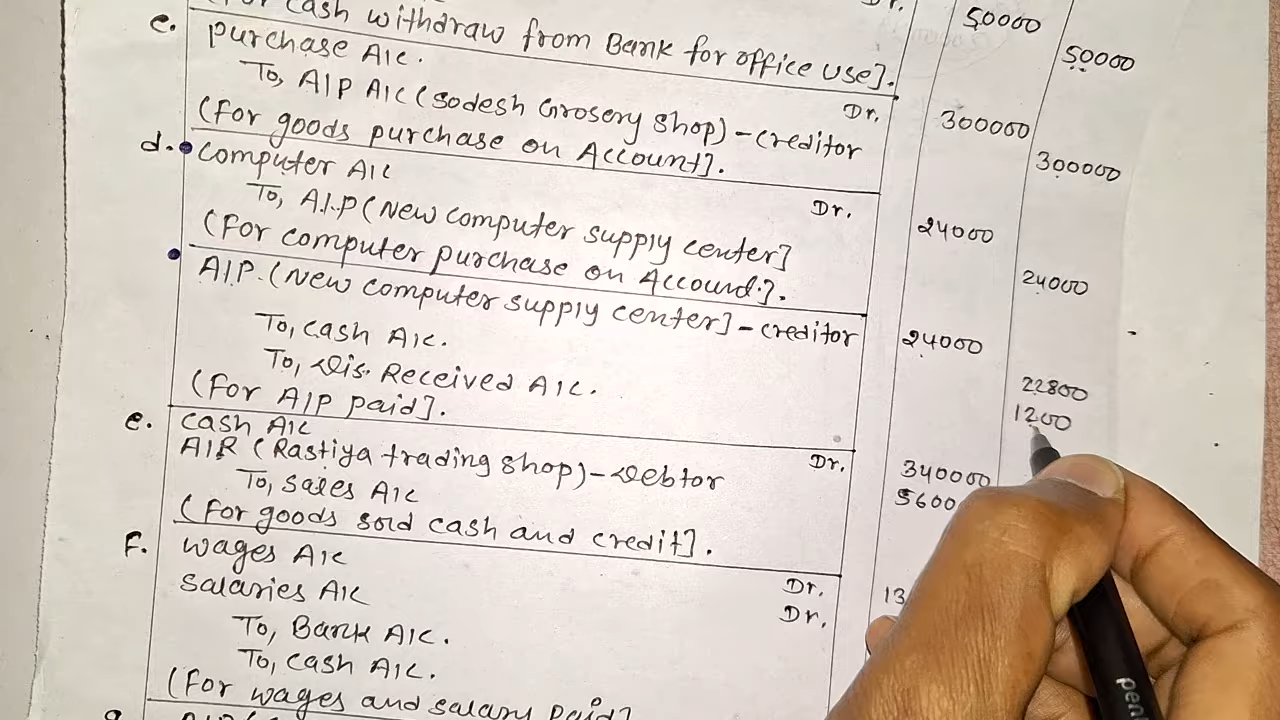 cash withdraw from Bank for office use].
Dr. 50000
50000
c. purchase A/C. Dr. 300000
To, A/P A/C (Sodesh Grosery shop) - creditor 300000
(For goods purchase on Account].
d. computer A/C Dr. 24000
To, A.I.P (New computer supply center] 24000
(For computer purchase on Accound.].
A/P. (New computer supply center] - creditor 24000
To, cash A/C. 22800
To, Dis. Received A/C. 1200
(For A/P paid].
e. cash A/C Dr. 340000
A/R (Rastiya trading shop) - Debtor 5600
To, sales A/C
(For goods sold cash and credit].
F. wages A/C Dr. 13
salaries A/C Dr.
To, Bank A/C.
To, cash A/C.
(For wages and salary paid]
g.
penn